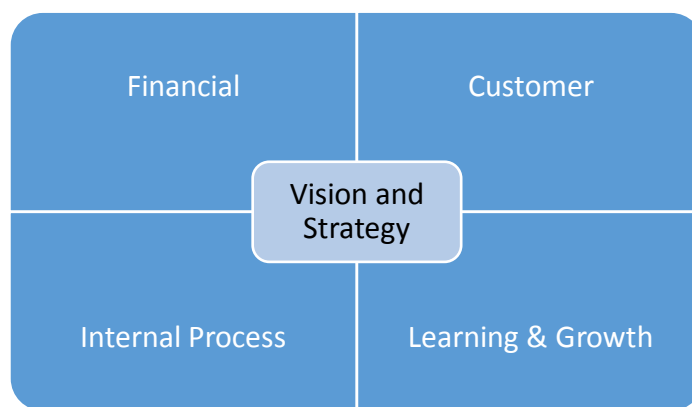 Financial
Customer
Vision and
Strategy
Internal Process
Learning & Growth